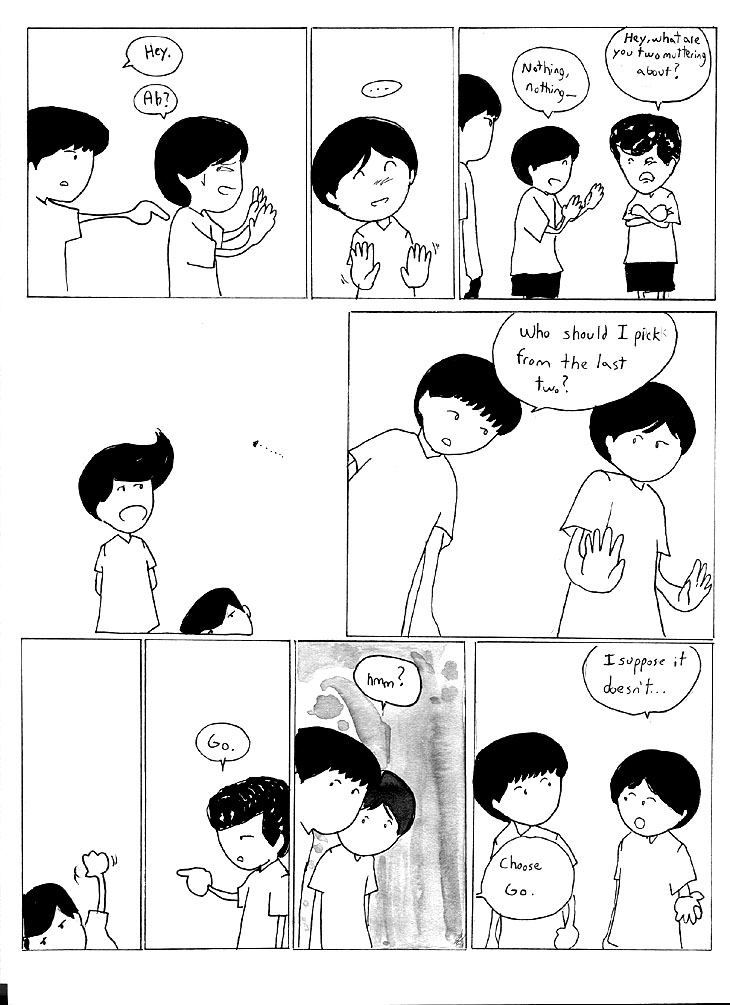 Hey.
Ab?
...
Nothing,
nothing—
Hey, what are
you two muttering
about?
Who should I pick
from the last
two?
Go.
hmm?
I suppose it
doesn't...
Choose
Go.